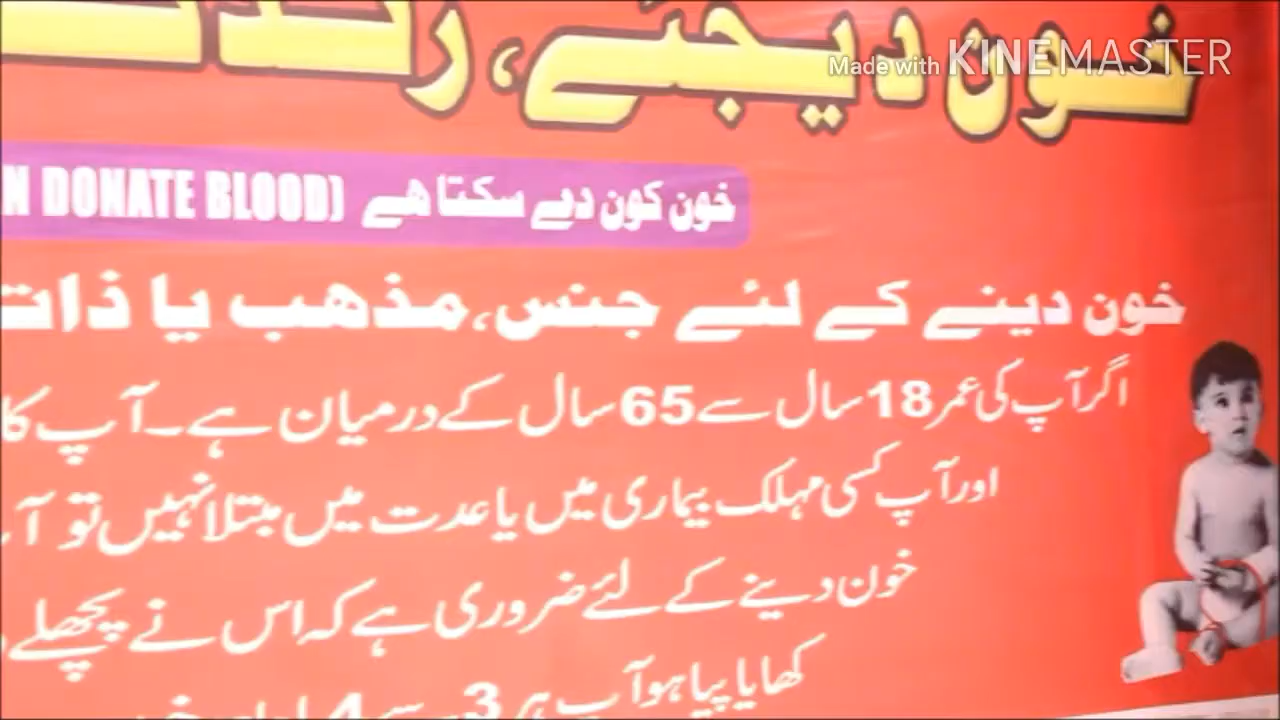 خون دیجئے،
Made with KINEMASTER
خون کون دے سکتا ھے (N DONATE BLOOD)
خون دینے کے لئے جنس، مذھب یا ذات
اگر آپ کی عمر 18 سال سے 65 سال کے درمیان ہے۔ آپ کا
اور آپ کسی مہلک بیماری میں یا عدت میں مبتلا نہیں تو آ
خون دینے کے لئے ضروری ہے کہ اس نے پچھلے
کھایا پیا ہو آپ ہر 3 سے 4